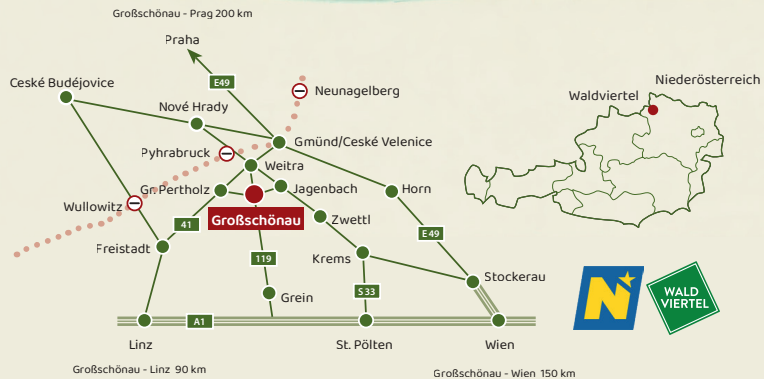 Großschönau - Prag 200 km
Praha
E49
Neunagelberg
Niederösterreich
Waldviertel
Ceské Budéjovice
Nové Hrady
Gmünd/Ceské Velenice
Pyhrabruck
Weitra
Gr. Pertholz
Jagenbach
Horn
Wullowitz
Großschönau
Zwettl
41
E49
Freistadt
119
Krems
Stockerau
S33
Grein
N
WALD
VIERTEL
A1
Linz
St. Pölten
Wien
Großschönau - Linz 90 km
Großschönau - Wien 150 km